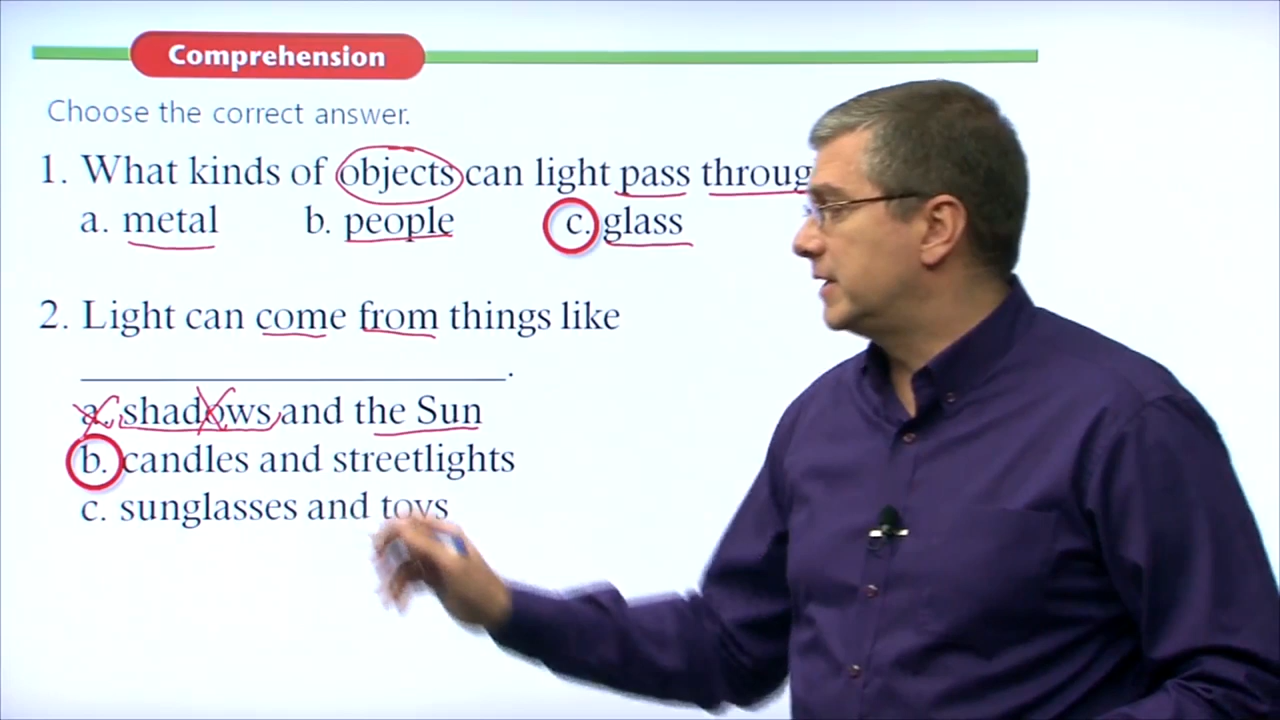 Comprehension
Choose the correct answer.
1. What kinds of objects can light pass throug
a. metal b. people c. glass
2. Light can come from things like
.
a. shadows and the Sun
b. candles and streetlights
c. sunglasses and toys